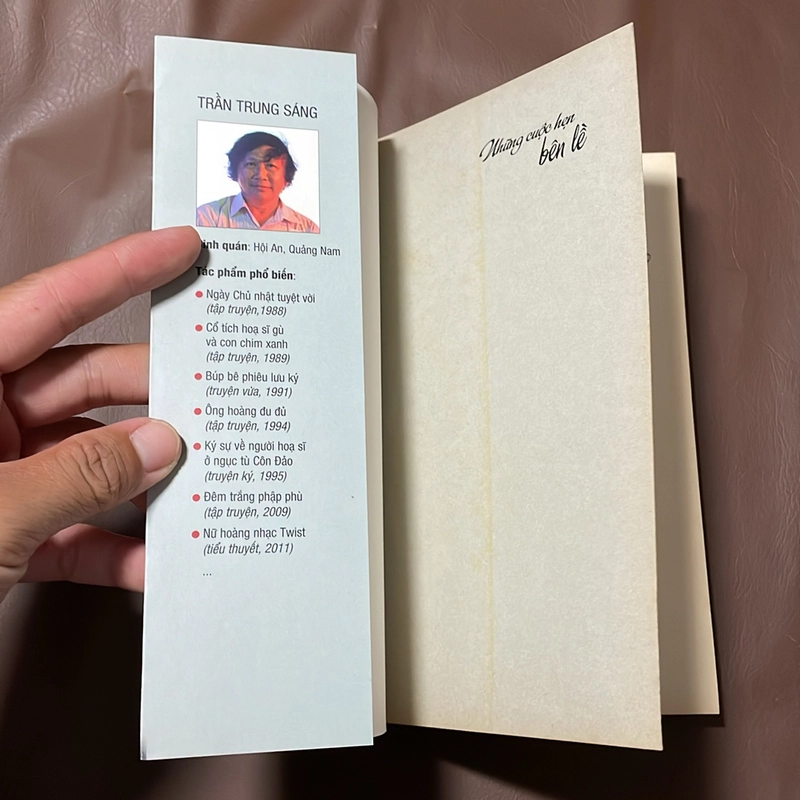 TRẦN TRUNG SÁNG
inh quán: Hội An, Quảng Nam
Tác phẩm phổ biến:
Ngày Chủ nhật tuyệt vời
(tập truyện,1988)
Cổ tích hoạ sĩ gù
và con chim xanh
(tập truyện, 1989)
Búp bê phiêu lưu ký
(truyện vừa, 1991)
Ông hoàng đu đủ
(tập truyện, 1994)
Ký sự về người hoạ sĩ
ở ngục tù Côn Đảo
(truyện ký, 1995)
Đêm trắng phập phù
(tập truyện, 2009)
Nữ hoàng nhạc Twist
(tiểu thuyết, 2011)
...
Những cuộc hẹn
bên lề